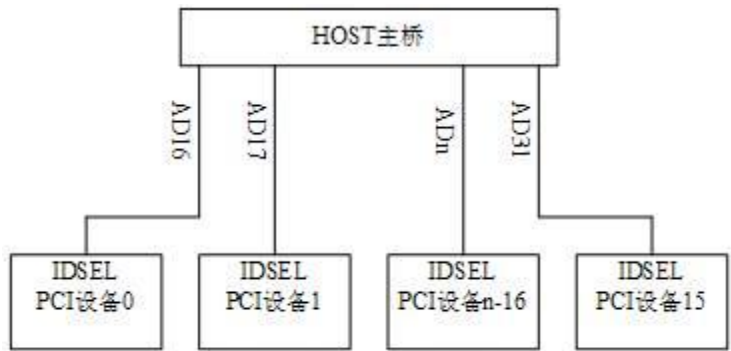 HOST主桥
AD16
AD17
ADn
AD31
IDSEL
PCI设备0
IDSEL
PCI设备1
IDSEL
PCI设备n-16
IDSEL
PCI设备15